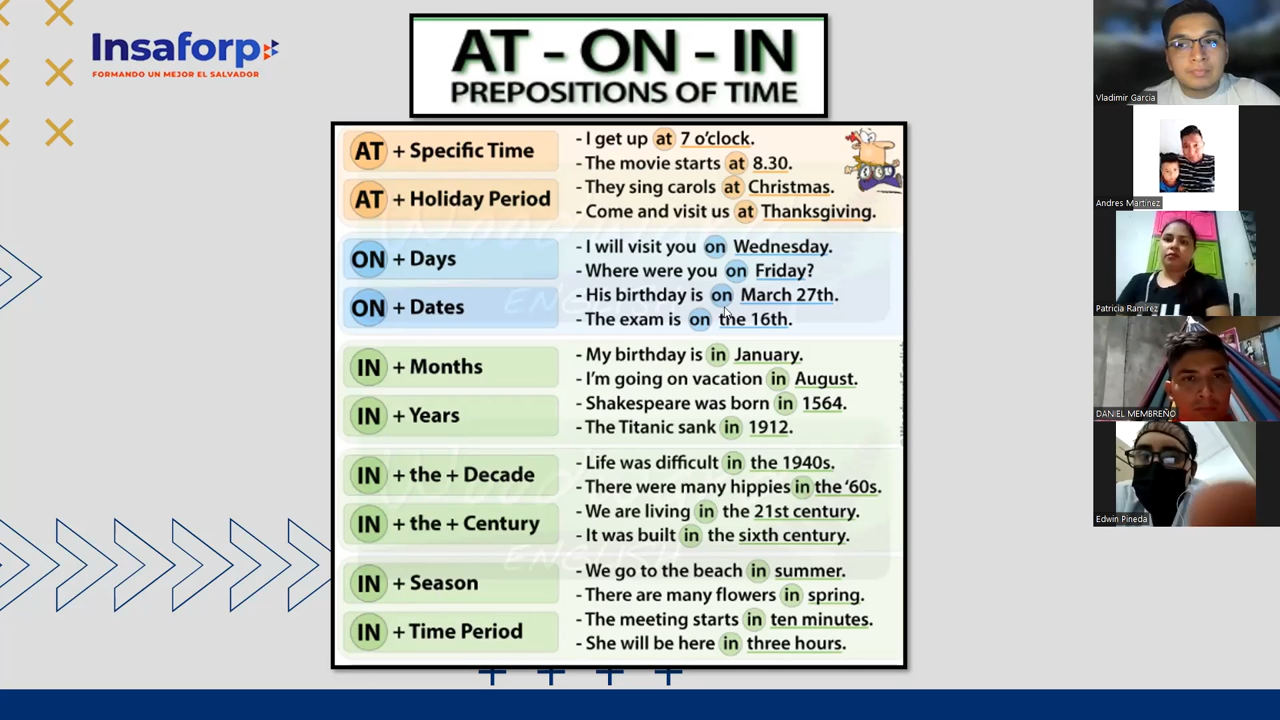 Insaforp
FORMANDO UN MEJOR EL SALVADOR
AT - ON - IN
PREPOSITIONS OF TIME
AT + Specific Time
- I get up at 7 o'clock.
- The movie starts at 8.30.
AT + Holiday Period
- They sing carols at Christmas.
- Come and visit us at Thanksgiving.
ON + Days
- I will visit you on Wednesday.
- Where were you on Friday?
ON + Dates
- His birthday is on March 27th.
- The exam is on the 16th.
IN + Months
- My birthday is in January.
- I'm going on vacation in August.
IN + Years
- Shakespeare was born in 1564.
- The Titanic sank in 1912.
IN + the + Decade
- Life was difficult in the 1940s.
- There were many hippies in the '60s.
IN + the + Century
- We are living in the 21st century.
- It was built in the sixth century.
IN + Season
- We go to the beach in summer.
- There are many flowers in spring.
IN + Time Period
- The meeting starts in ten minutes.
- She will be here in three hours.
ENGLISH
Vladimir Garcia
Andres Martinez
Patricia Ramirez
DANIEL MEMBREÑO
Edwin Pineda